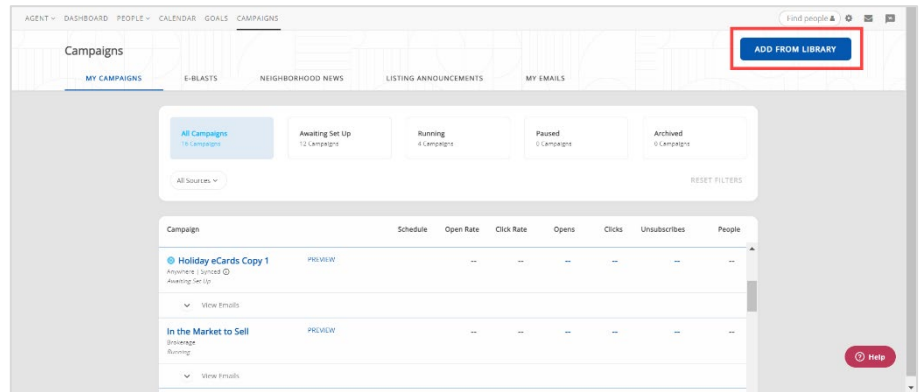 AGENT DASHBOARD PEOPLE CALENDAR GOALS CAMPAIGNS Find people
Campaigns
ADD FROM LIBRARY
MY CAMPAIGNS E-BLASTS NEIGHBORHOOD NEWS LISTING ANNOUNCEMENTS MY EMAILS
All Campaigns Awaiting Set Up Running Paused Archived
16 Campaigns 12 Campaigns 4 Campaigns 0 Campaigns 0 Campaigns
All Sources RESET FILTERS
Campaign Schedule Open Rate Click Rate Opens Clicks Unsubscribes People
Holiday eCards Copy 1 PREVIEW -- -- -- -- -- --
Anywhere | Synced
Awaiting Set Up
View Emails
In the Market to Sell PREVIEW -- -- -- -- -- --
Brokerage
Running
Help
View Emails